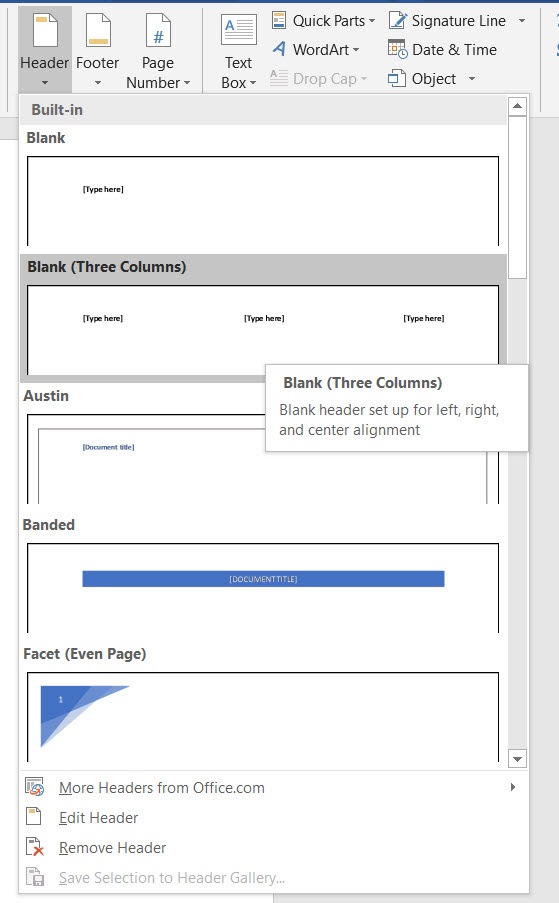 Header Footer Page Number Text Box Quick Parts Signature Line
WordArt Date & Time
Drop Cap Object
Built-in
Blank
[Type here]
Blank (Three Columns)
[Type here] [Type here] [Type here]
Blank (Three Columns)
Blank header set up for left, right,
and center alignment
Austin
[Document title]
Banded
[DOCUMENT TITLE]
Facet (Even Page)
1
More Headers from Office.com
Edit Header
Remove Header
Save Selection to Header Gallery...